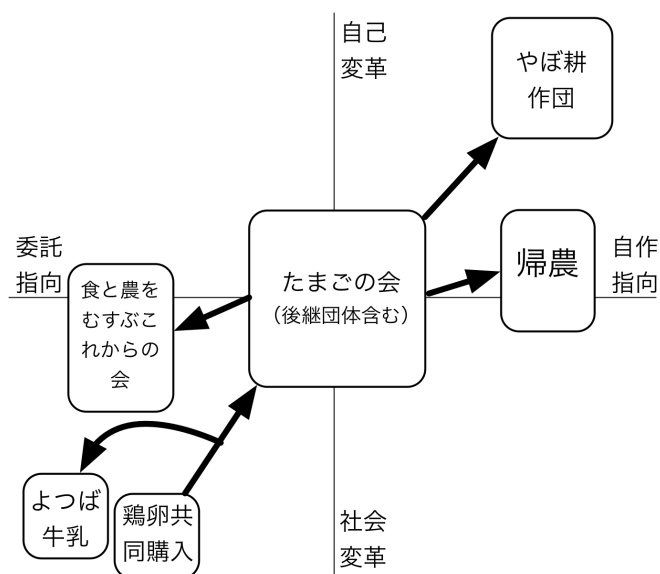 自己
変革
やぼ耕
作団
委託
指向
食と農を
むすぶこ
れからの
会
たまごの会
（後継団体含む）
帰農
自作
指向
よつば
牛乳
鶏卵共
同購入
社会
変革